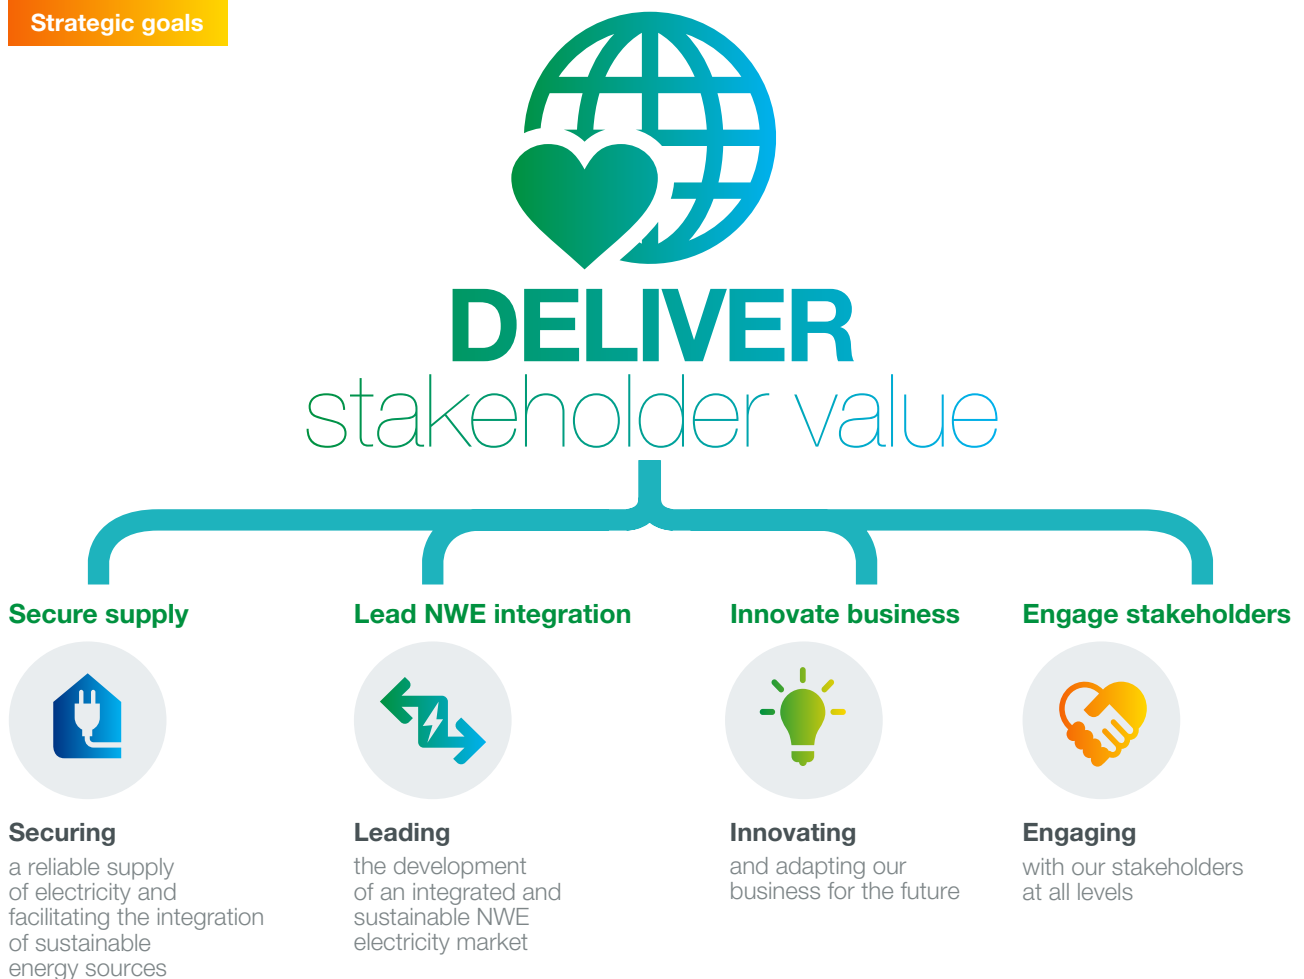 Strategic goals
DELIVER
stakeholder value
Secure supply
Securing
a reliable supply
of electricity and
facilitating the integration
of sustainable
energy sources
Lead NWE integration
Leading
the development
of an integrated and
sustainable NWE
electricity market
Innovate business
Innovating
and adapting our
business for the future
Engage stakeholders
Engaging
with our stakeholders
at all levels